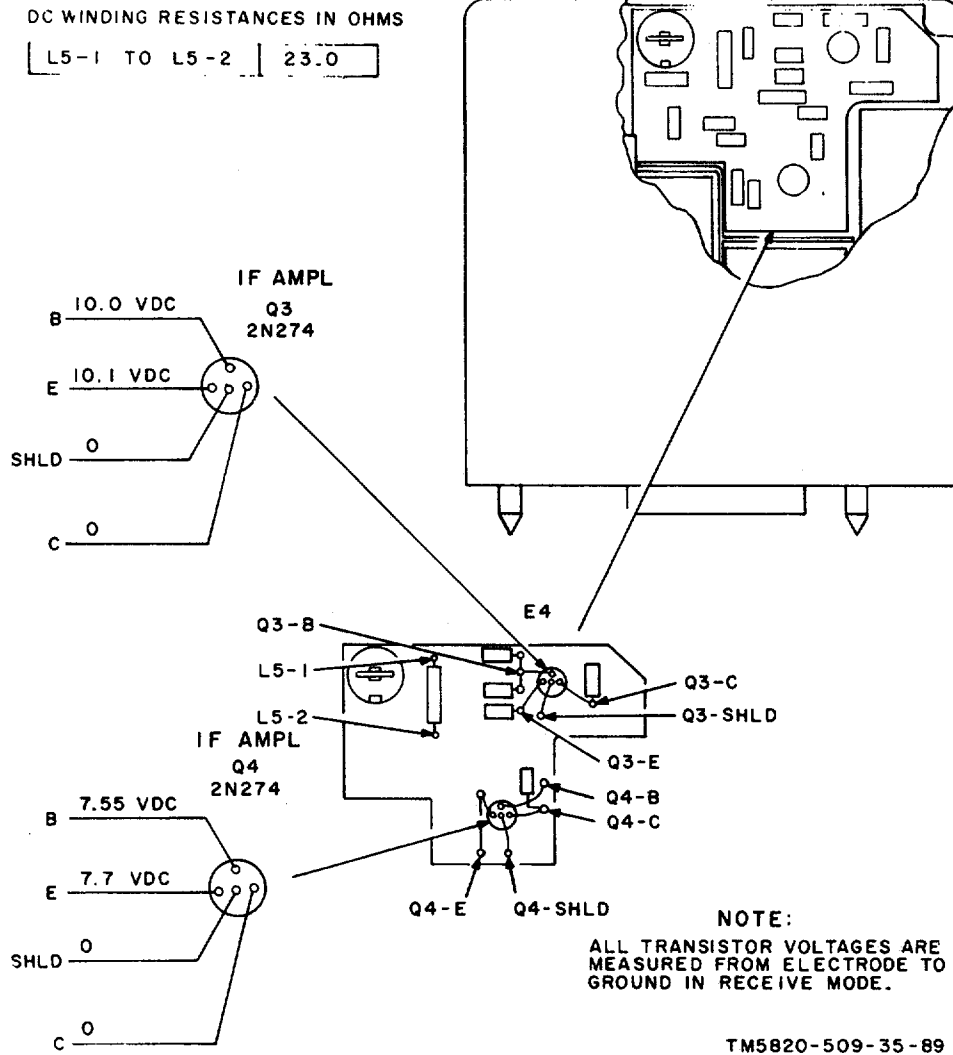 DC WINDING RESISTANCES IN OHMS
L5-1 TO L5-2 23.0
IF AMPL
Q3
2N274
B 10.0 VDC
E 10.1 VDC
SHLD 0
C 0
E4
Q3-B
L5-1
L5-2
Q3-C
Q3-SHLD
Q3-E
IF AMPL
Q4
2N274
Q4-B
Q4-C
B 7.55 VDC
E 7.7 VDC
SHLD 0
C 0
Q4-E Q4-SHLD
NOTE:
ALL TRANSISTOR VOLTAGES ARE
MEASURED FROM ELECTRODE TO
GROUND IN RECEIVE MODE.
TM5820-509-35-89